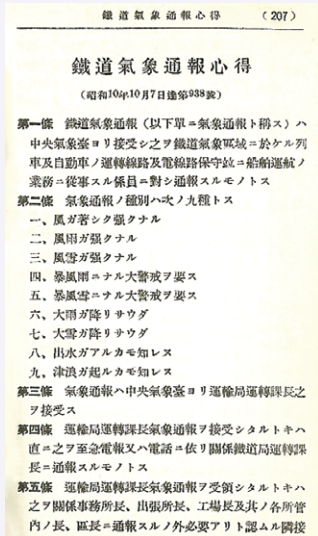 鐵道氣象通報心得 (207)
鐵道氣象通報心得
(昭和10年10月7日達第938號)
第一條 鐵道氣象通報(以下單ニ氣象通報ト稱ス)ハ
中央氣象臺ヨリ接受シ之ヲ鐵道氣象區域ニ於ケル列
車及自動車ノ運轉線路及電線路保守竝ニ船舶運航ノ
業務ニ從事スル係員ニ對シ通報スルモノトス
第二條 氣象通報ノ種別ハ次ノ九種トス
一、風ガ著シク强クナル
二、風雨ガ强クナル
三、風雪ガ强クナル
四、暴風雨ニナル大警戒ヲ要ス
五、暴風雪ニナル大警戒ヲ要ス
六、大雨ガ降リサウダ
七、大雪ガ降リサウダ
八、出水ガアルカモ知レヌ
九、津浪ガ起ルカモ知レヌ
第三條 氣象通報ハ中央氣象臺ヨリ運輸局運轉課長之
ヲ接受ス
第四條 運輸局運轉課長氣象通報ヲ接受シタルトキハ
直ニ之ヲ至急電報又ハ電話ニ依リ關係鐵道局運轉課
長ニ通報スルモノトス
第五條 運轉課長氣象通報ヲ受領シタルトキハ
之ヲ關係事務所長、出張所長、工場長及其ノ各所管
內ノ長、區長ニ通報スルノ外必要アリト認ムル隣接